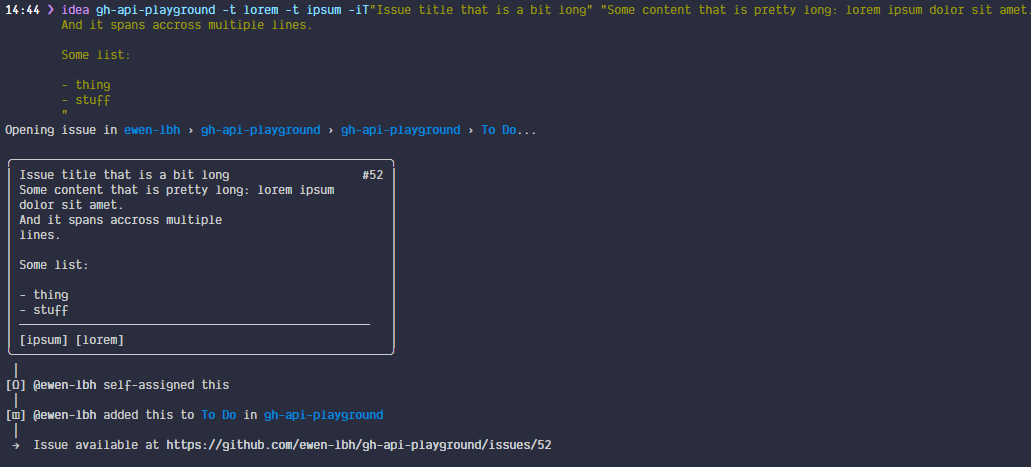 14:44 ❯ idea gh-api-playground -t lorem -t ipsum -iT"Issue title that is a bit long" "Some content that is pretty long: lorem ipsum dolor sit amet.
And it spans accross multiple lines.
Some list:
- thing
- stuff
"
Opening issue in ewen-lbh › gh-api-playground › gh-api-playground › To Do...
Issue title that is a bit long #52
Some content that is pretty long: lorem ipsum
dolor sit amet.
And it spans accross multiple
lines.
Some list:
- thing
- stuff
[ipsum] [lorem]
[Ω] @ewen-lbh self-assigned this
[▥] @ewen-lbh added this to To Do in gh-api-playground
→ Issue available at https://github.com/ewen-lbh/gh-api-playground/issues/52